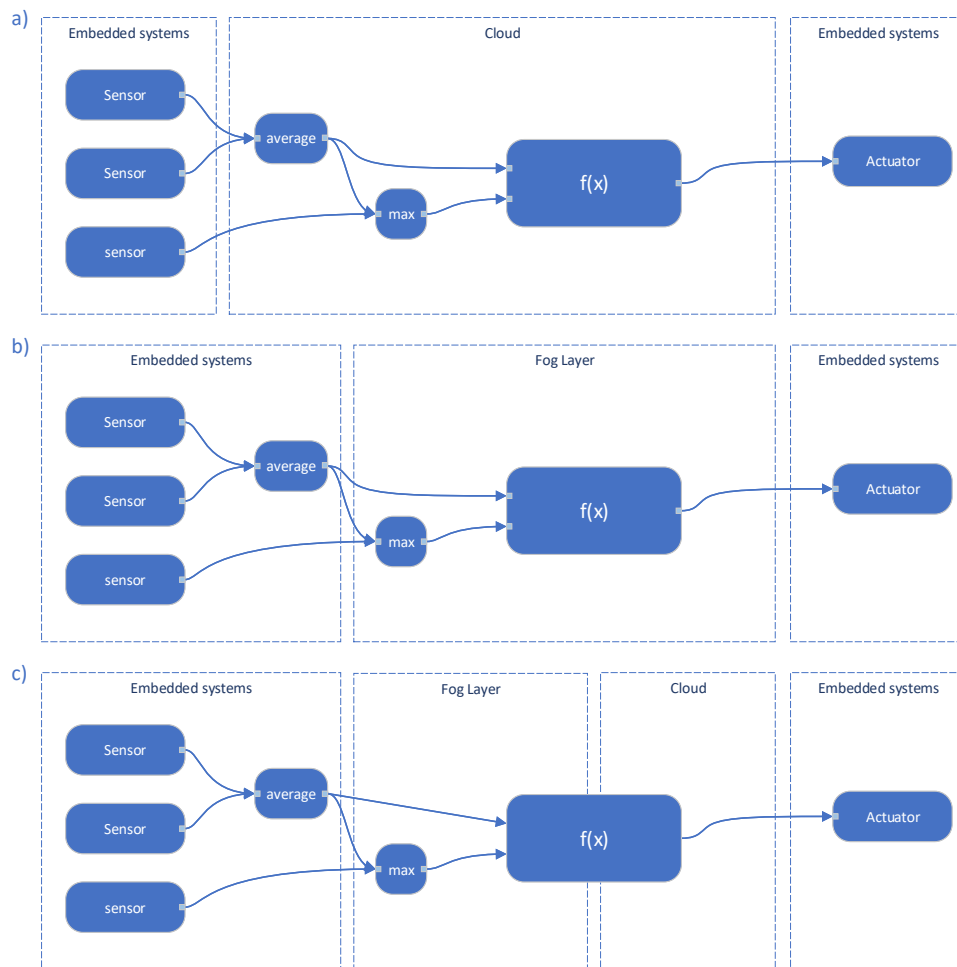 a)
Embedded systems
Cloud
Embedded systems
Sensor
average
Sensor
f(x)
Actuator
max
sensor
b)
Embedded systems
Fog Layer
Embedded systems
Sensor
average
Sensor
f(x)
Actuator
max
sensor
c)
Embedded systems
Fog Layer
Cloud
Embedded systems
Sensor
average
Sensor
f(x)
Actuator
max
sensor